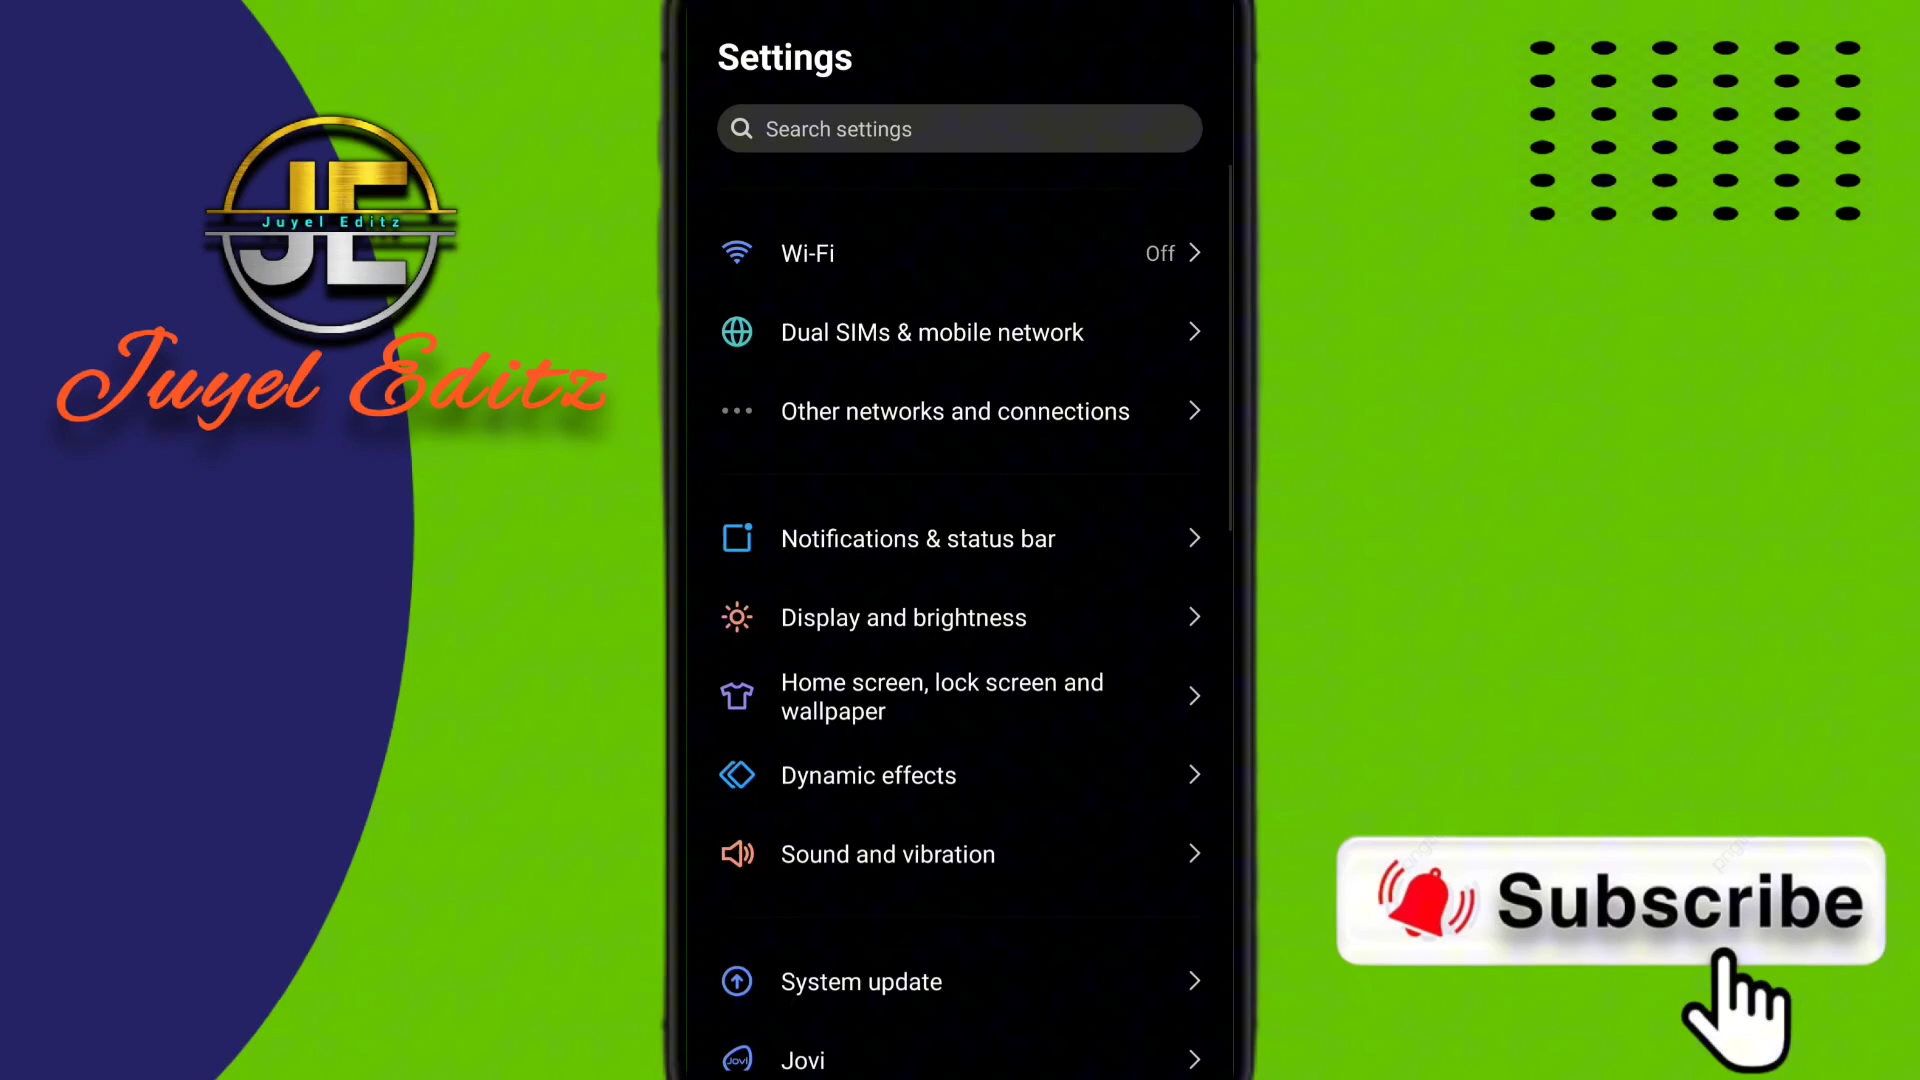 Settings
Search settings
Wi-Fi Off
Dual SIMs & mobile network
Other networks and connections
Notifications & status bar
Display and brightness
Home screen, lock screen and
wallpaper
Dynamic effects
Sound and vibration
System update
Jovi
Jovi
JE
Juyel Editz
Juyel Editz
Subscribe